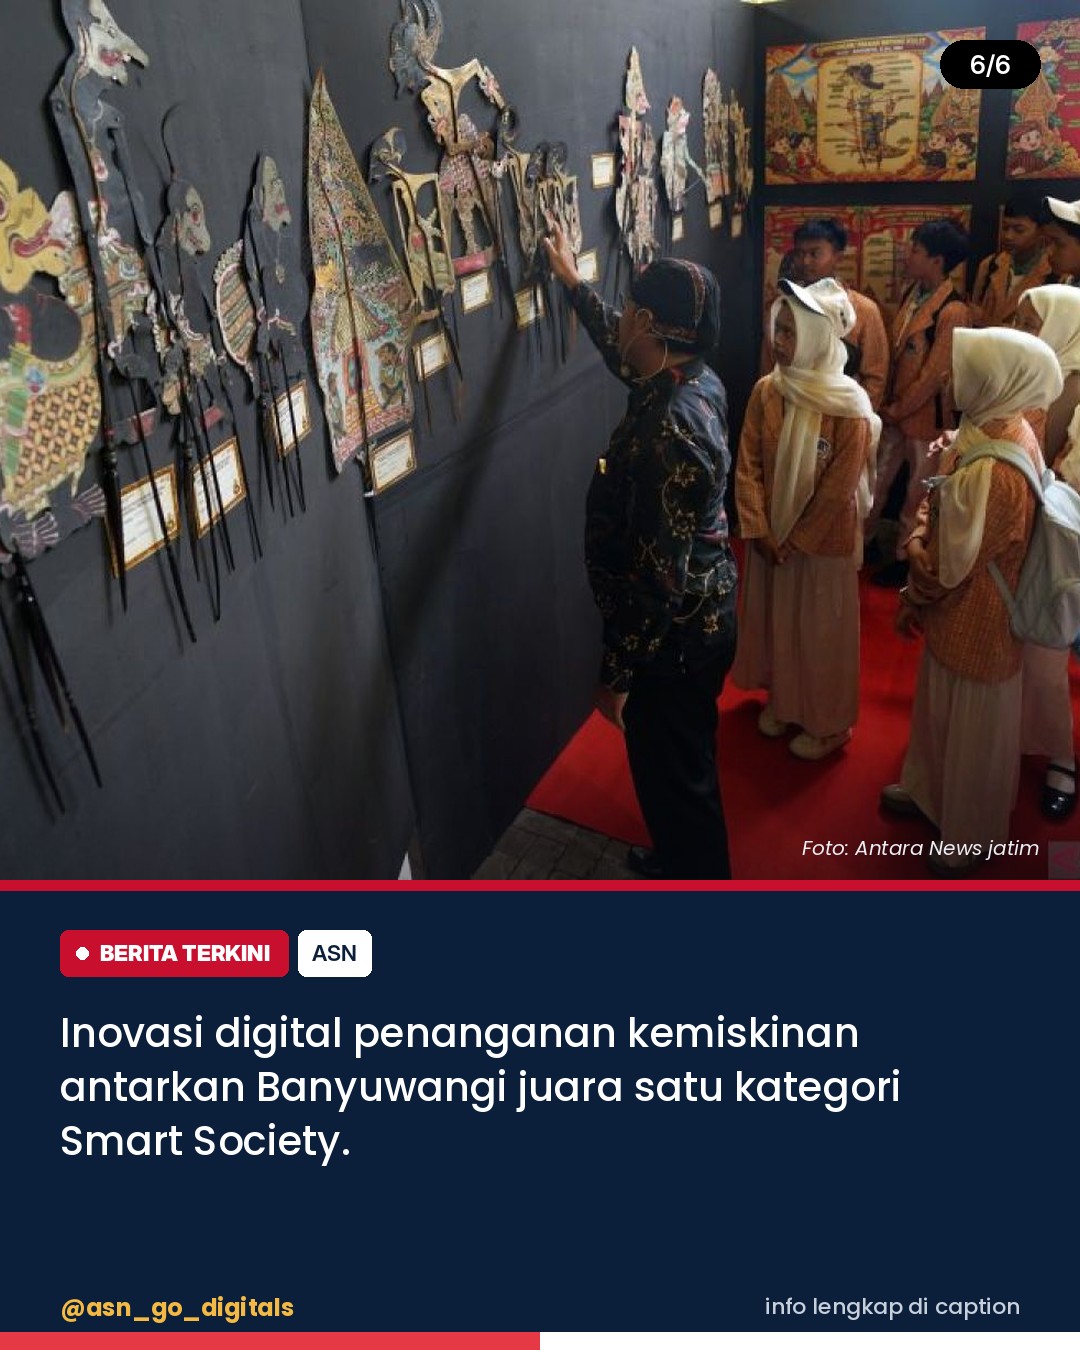 6/6
Foto: Antara News jatim
BERITA TERKINI
ASN
Inovasi digital penanganan kemiskinan
antarkan Banyuwangi juara satu kategori
Smart Society.
@asn_go_digitals
info lengkap di caption